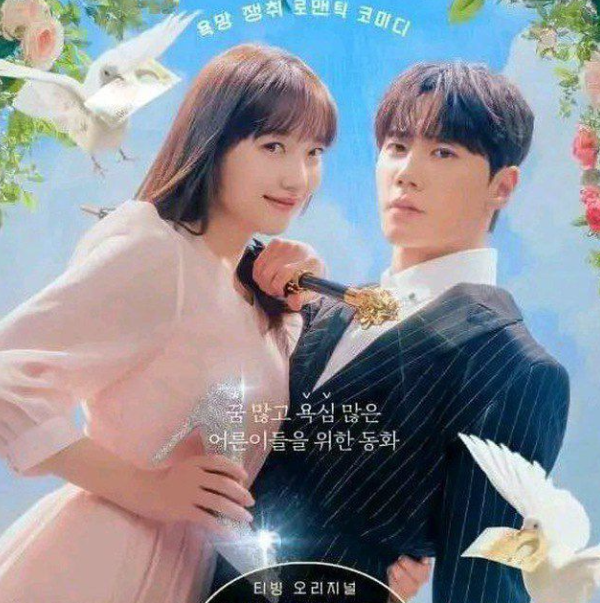 욕망 쟁취 로맨틱 코미디
꿈 많고 욕심 많은
어른이들을 위한 동화
티빙 오리지널